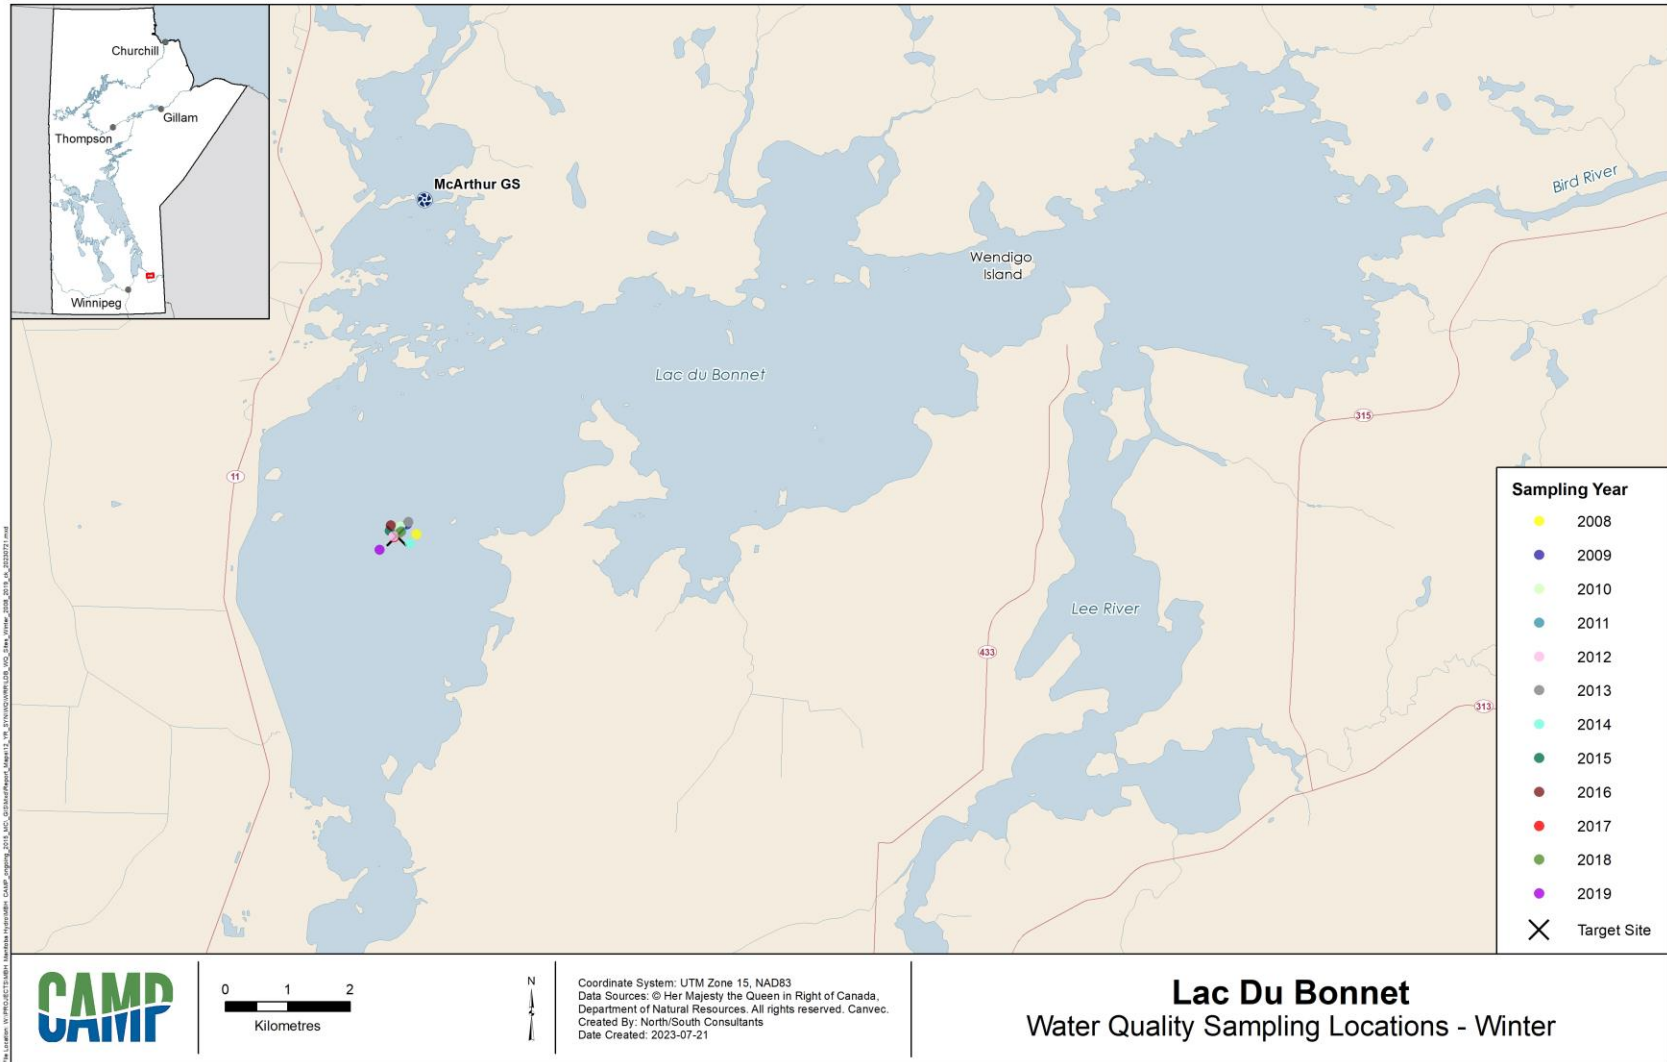 Churchill
Gillam
Thompson
Winnipeg
McArthur GS
Bird River
Wendigo
Island
Lac du Bonnet
315
11
Lee River
433
313
Sampling Year
2008
2009
2010
2011
2012
2013
2014
2015
2016
2017
2018
2019
Target Site
CAMP
0 1 2
Kilometres
N
Coordinate System: UTM Zone 15, NAD83
Data Sources: © Her Majesty the Queen in Right of Canada,
Department of Natural Resources. All rights reserved. Canvec.
Created By: North/South Consultants
Date Created: 2023-07-21
Lac Du Bonnet
Water Quality Sampling Locations - Winter